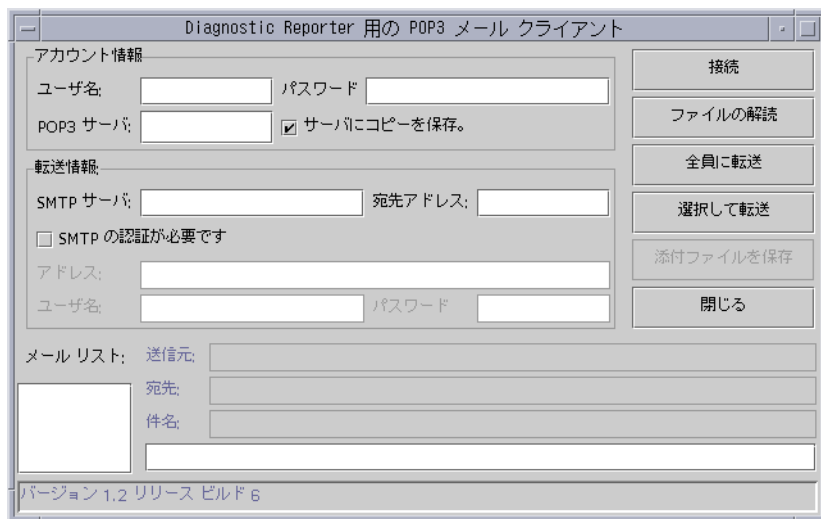 Diagnostic Reporter 用の POP3 メール クライアント
アカウント情報
ユーザ名:
パスワード
POP3 サーバ:
サーバにコピーを保存。
転送情報:
SMTP サーバ:
宛先アドレス:
SMTP の認証が必要です
アドレス:
ユーザ名:
パスワード
接続
ファイルの解読
全員に転送
選択して転送
添付ファイルを保存
閉じる
メール リスト:
送信元:
宛先:
件名:
バージョン 1.2 リリース ビルド 6